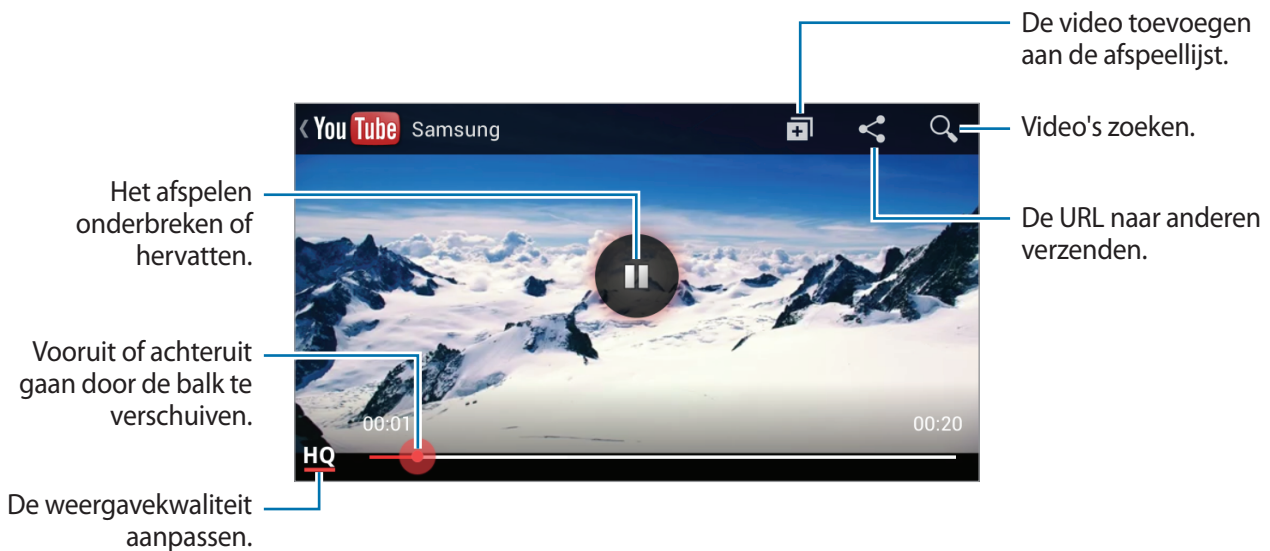 De video toevoegen
aan de afspeellijst.
You Tube Samsung
Video's zoeken.
Het afspelen
onderbreken of
hervatten.
De URL naar anderen
verzenden.
Vooruit of achteruit
gaan door de balk te
verschuiven.
00:01
00:20
HQ
De weergavekwaliteit
aanpassen.